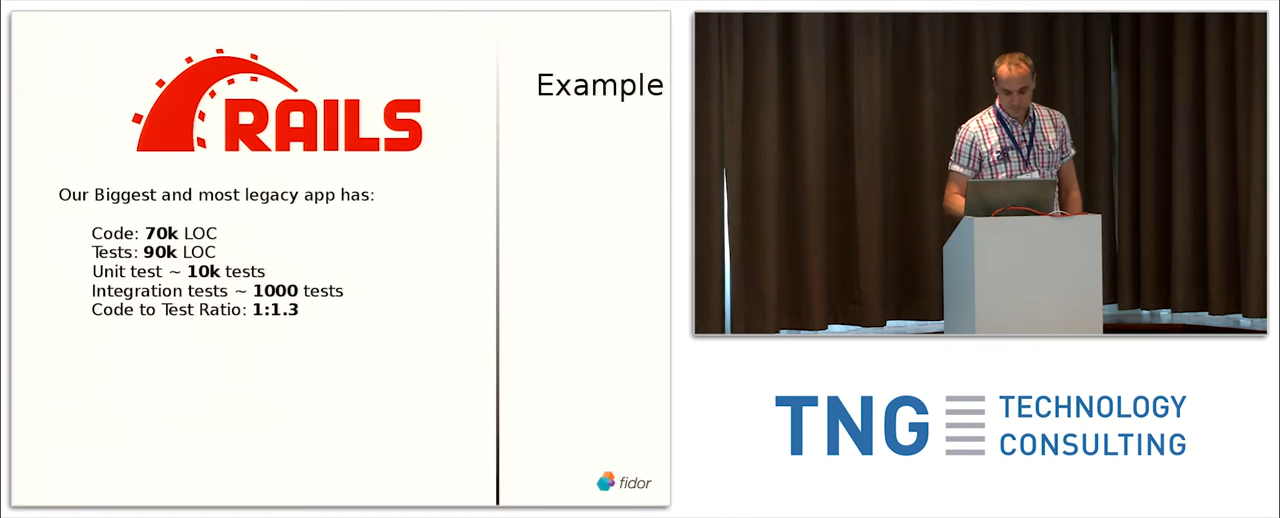 RAILS
Example
Our Biggest and most legacy app has:
Code: 70k LOC
Tests: 90k LOC
Unit test ~ 10k tests
Integration tests ~ 1000 tests
Code to Test Ratio: 1:1.3
fidor
TNG TECHNOLOGY
CONSULTING